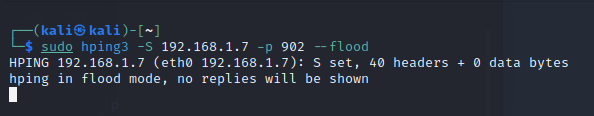 ┌──(kali㉿kali)-[~]
└─$ sudo hping3 -S 192.168.1.7 -p 902 --flood
HPING 192.168.1.7 (eth0 192.168.1.7): S set, 40 headers + 0 data bytes
hping in flood mode, no replies will be shown